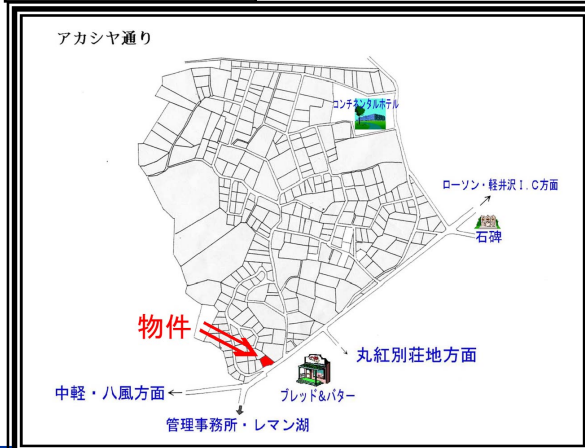 アカシヤ通り
コンチネンタルホテル
ローソン・軽井沢I.C方面
石碑
物件
丸紅別荘地方面
中軽・八風方面
ブレッド&バター
管理事務所・レマン湖